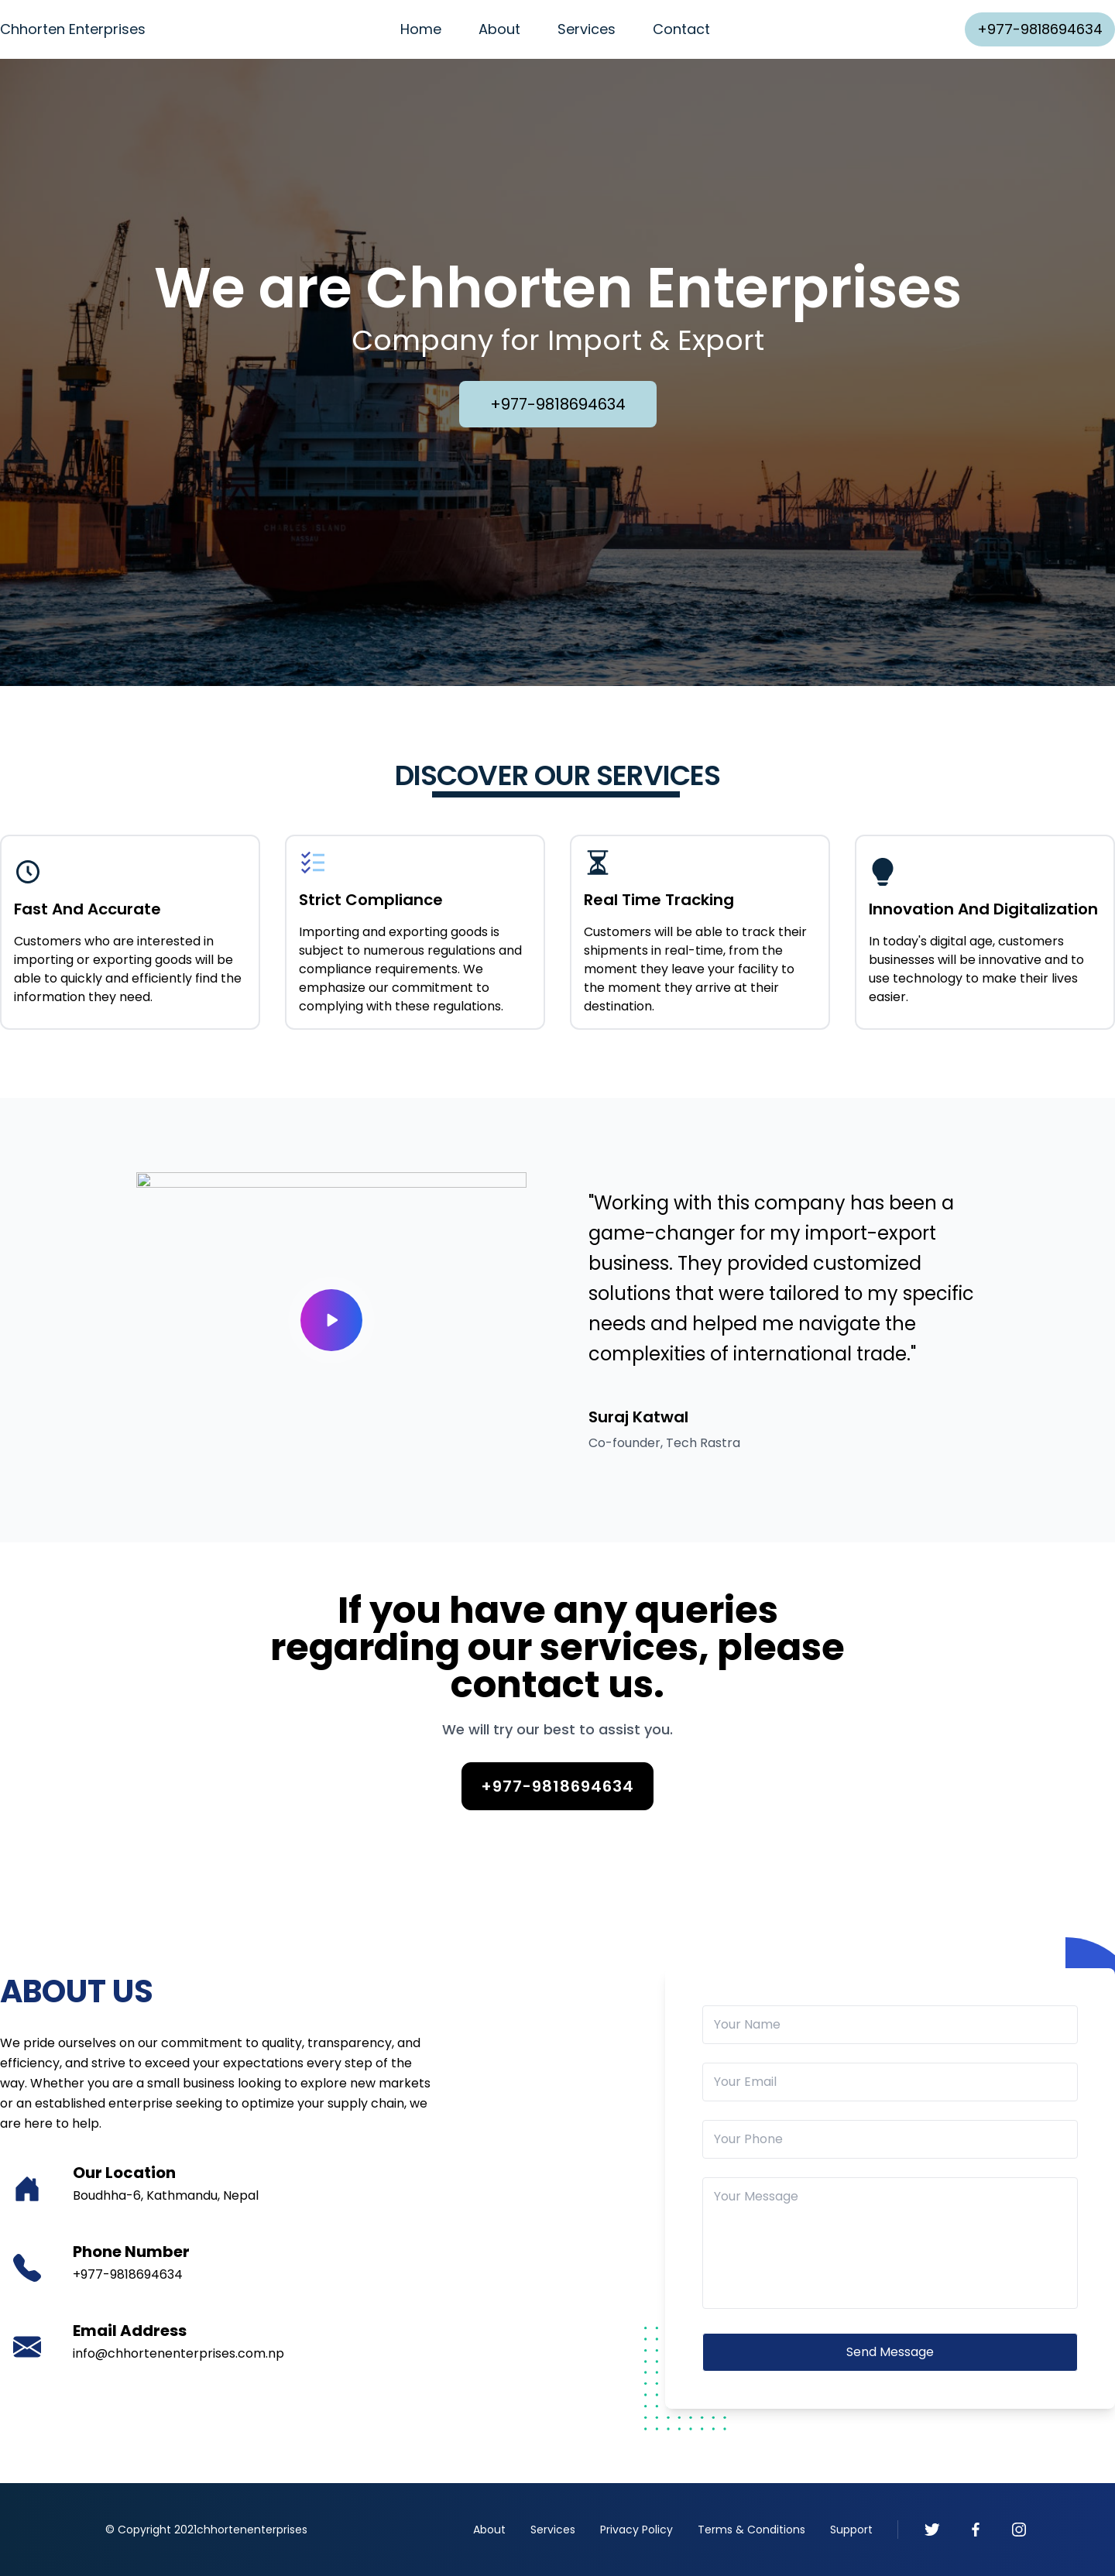 Chhorten Enterprises
Home About Services Contact
+977-9818694634
We are Chhorten Enterprises
Company for Import & Export
+977-9818694634
CHARLES ISLAND
DISCOVER OUR SERVICES
Fast And Accurate
Customers who are interested in
importing or exporting goods will be
able to quickly and efficiently find the
information they need.
Strict Compliance
Importing and exporting goods is
subject to numerous regulations and
compliance requirements. We
emphasize our commitment to
complying with these regulations.
Real Time Tracking
Customers will be able to track their
shipments in real-time, from the
moment they leave your facility to
the moment they arrive at their
destination.
Innovation And Digitalization
In today's digital age, customers
businesses will be innovative and to
use technology to make their lives
easier.
"Working with this company has been a
game-changer for my import-export
business. They provided customized
solutions that were tailored to my specific
needs and helped me navigate the
complexities of international trade."
Suraj Katwal
Co-founder, Tech Rastra
If you have any queries
regarding our services, please
contact us.
We will try our best to assist you.
+977-9818694634
ABOUT US
We pride ourselves on our commitment to quality, transparency, and
efficiency, and strive to exceed your expectations every step of the
way. Whether you are a small business looking to explore new markets
or an established enterprise seeking to optimize your supply chain, we
are here to help.
Our Location
Boudhha-6, Kathmandu, Nepal
Phone Number
+977-9818694634
Email Address
info@chhortenenterprises.com.np
Your Name
Your Email
Your Phone
Your Message
Send Message
© Copyright 2021chhortenenterprises
About Services Privacy Policy Terms & Conditions Support